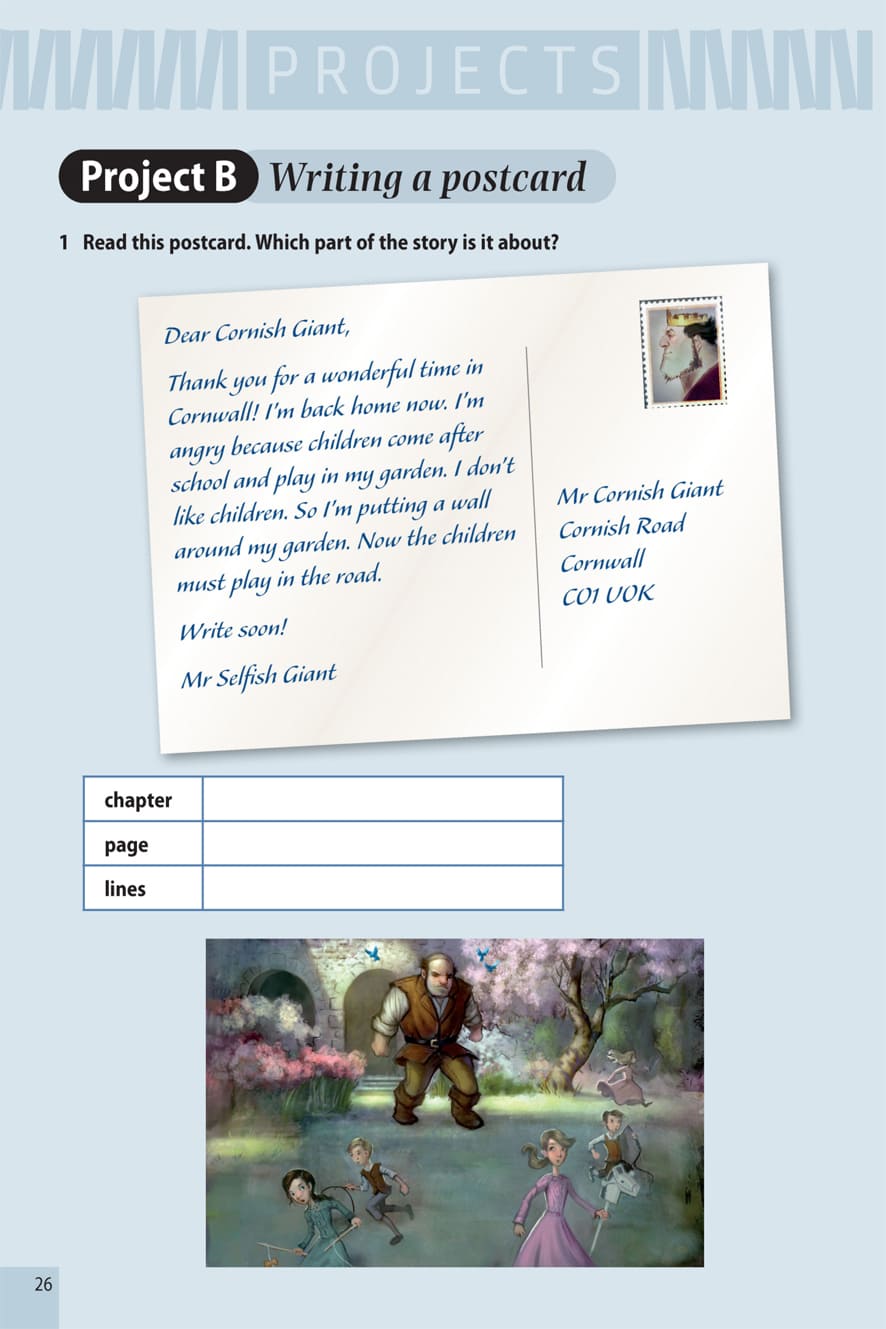 PROJECTS
Project B Writing a postcard
1 Read this postcard. Which part of the story is it about?
Dear Cornish Giant,
Thank you for a wonderful time in
Cornwall! I'm back home now. I'm
angry because children come after
school and play in my garden. I don't
like children. So I'm putting a wall
around my garden. Now the children
must play in the road.
Write soon!
Mr Selfish Giant
Mr Cornish Giant
Cornish Road
Cornwall
CO1 UOK
chapter
page
lines
26